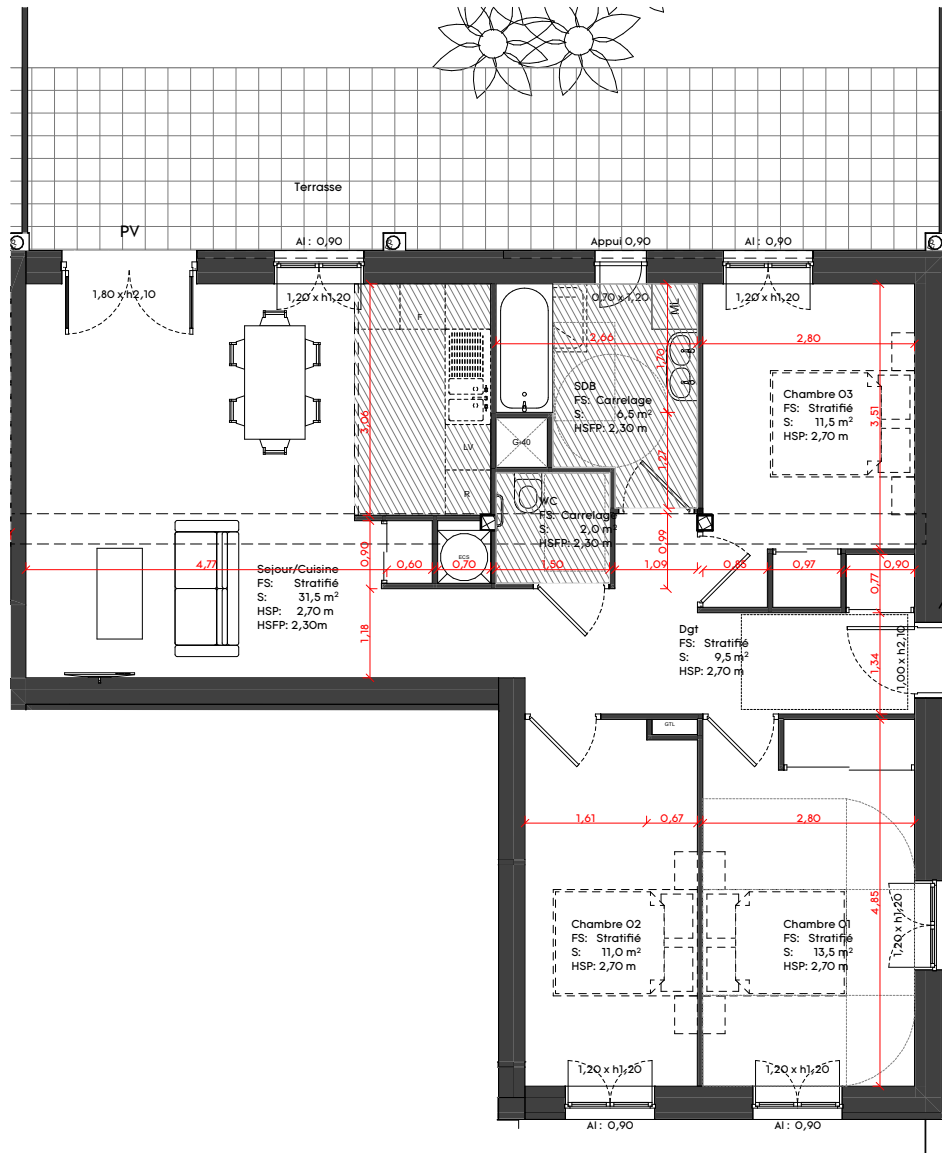 Terrasse
PV
Al : 0,90
Appui 0,90
Al : 0,90
1,80 x h2,10
1,20 x h1,20
0,70 x 1,20
1,20 x h1,20
F
ML
2,66
2,80
1,70
SDB
FS: Carrelage
S: 6,5 m²
HSFP: 2,30 m
Chambre 03
FS: Stratifié
S: 11,5 m²
HSP: 2,70 m
3,51
3,06
G-40
LV
R
1,27
WC
FS: Carrelage
S: 2,0 m²
HSFP: 2,30 m
0,99
0,90
ECS
4,77
0,60
0,70
1,50
1,09
0,85
0,97
0,90
0,77
Sejour/Cuisine
FS: Stratifié
S: 31,5 m²
HSP: 2,70 m
HSFP: 2,30m
1,18
Dgt
FS: Stratifié
S: 9,5 m²
HSP: 2,70 m
1,34
1,00 x h2,10
GTL
1,61
0,67
2,80
4,85
1,20 x h1,20
Chambre 02
FS: Stratifié
S: 11,0 m²
HSP: 2,70 m
Chambre 01
FS: Stratifié
S: 13,5 m²
HSP: 2,70 m
1,20 x h1,20
1,20 x h1,20
Al : 0,90
Al : 0,90